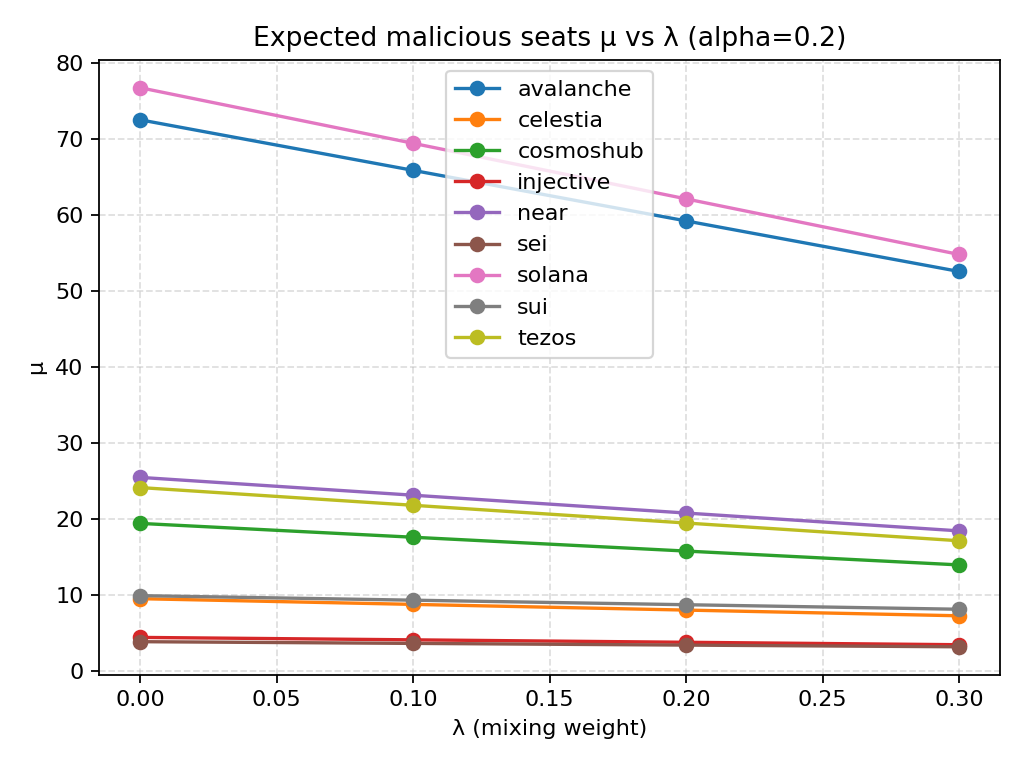 Expected malicious seats μ vs λ (alpha=0.2)
80
70
60
50
40
30
20
10
0
μ
avalanche
celestia
cosmoshub
injective
near
sei
solana
sui
tezos
0.00 0.05 0.10 0.15 0.20 0.25 0.30
λ (mixing weight)